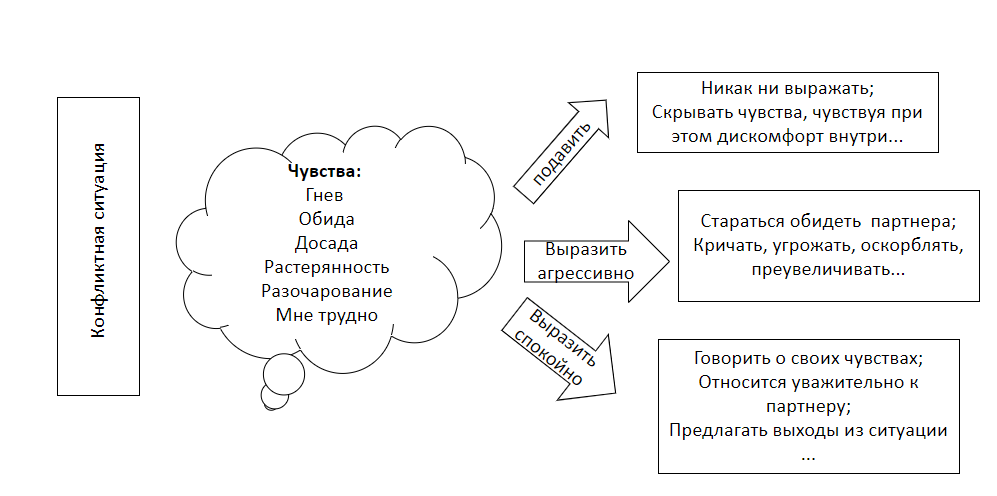 Конфликтная ситуация
Чувства:
Гнев
Обида
Досада
Растерянность
Разочарование
Мне трудно
подавить
Никак ни выражать;
Скрывать чувства, чувствуя при
этом дискомфорт внутри...
Выразить
агрессивно
Стараться обидеть партнера;
Кричать, угрожать, оскорблять,
преувеличивать...
Выразить
спокойно
Говорить о своих чувствах;
Относится уважительно к
партнеру;
Предлагать выходы из ситуации
...